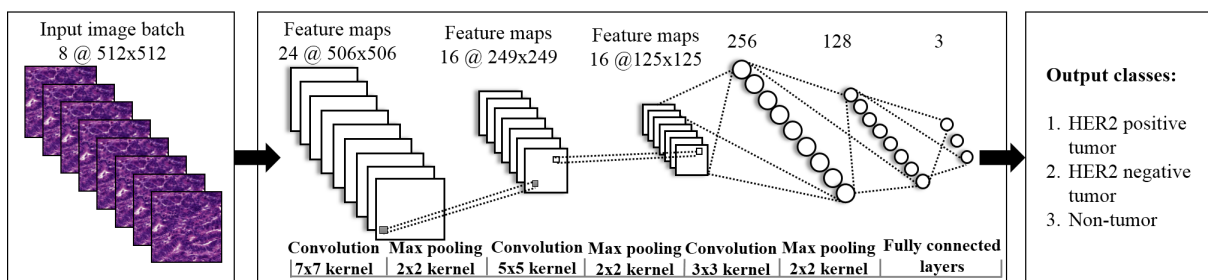 Input image batch
8 @ 512x512
Feature maps
24 @ 506x506
Feature maps
16 @ 249x249
Feature maps
16 @125x125
256
128
3
Convolution
7x7 kernel
Max pooling
2x2 kernel
Convolution
5x5 kernel
Max pooling
2x2 kernel
Convolution
3x3 kernel
Max pooling
2x2 kernel
Fully connected
layers
Output classes:
1. HER2 positive
tumor
2. HER2 negative
tumor
3. Non-tumor